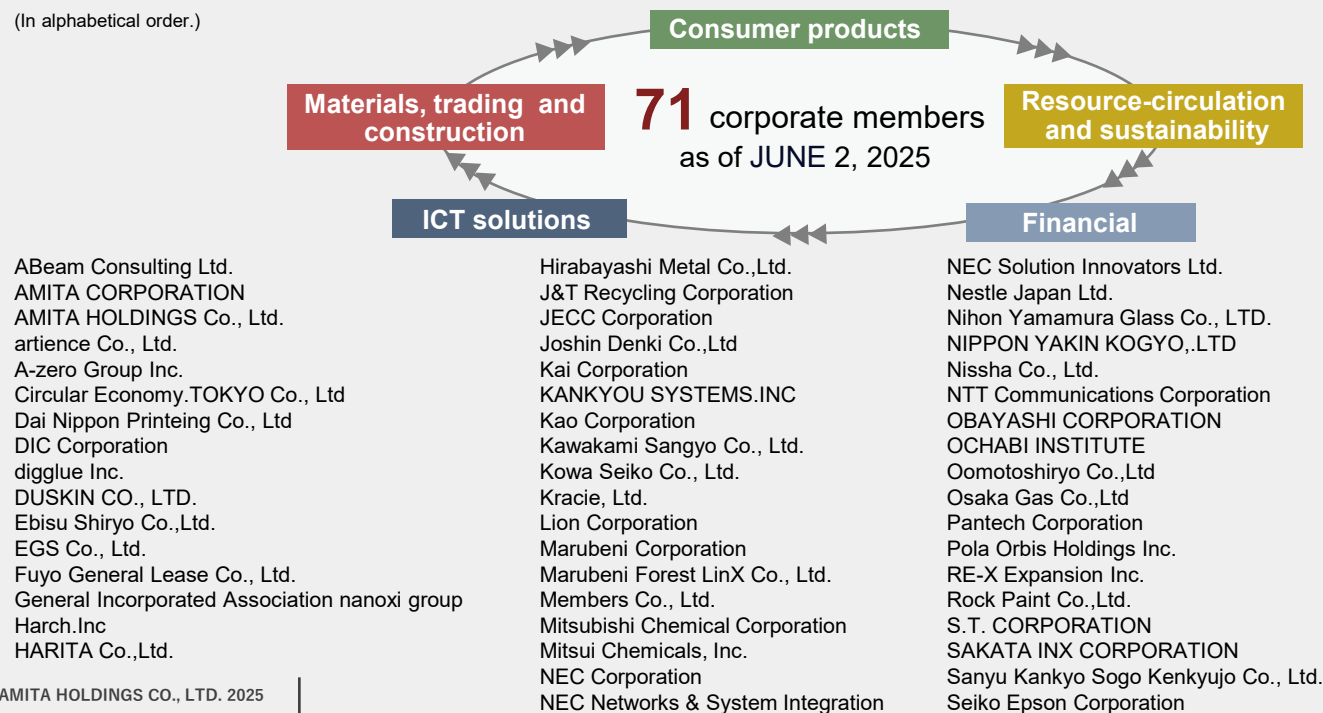 (In alphabetical order.)
Consumer products
Materials, trading and
construction
71 corporate members
as of JUNE 2, 2025
Resource-circulation
and sustainability
ICT solutions
Financial
ABeam Consulting Ltd.
AMITA CORPORATION
AMITA HOLDINGS Co., Ltd.
artience Co., Ltd.
A-zero Group Inc.
Circular Economy.TOKYO Co., Ltd
Dai Nippon Printeing Co., Ltd
DIC Corporation
digglue Inc.
DUSKIN CO., LTD.
Ebisu Shiryo Co.,Ltd.
EGS Co., Ltd.
Fuyo General Lease Co., Ltd.
General Incorporated Association nanoxi group
Harch.Inc
HARITA Co.,Ltd.
Hirabayashi Metal Co.,Ltd.
J&T Recycling Corporation
JECC Corporation
Joshin Denki Co.,Ltd
Kai Corporation
KANKYOU SYSTEMS.INC
Kao Corporation
Kawakami Sangyo Co., Ltd.
Kowa Seiko Co., Ltd.
Kracie, Ltd.
Lion Corporation
Marubeni Corporation
Marubeni Forest LinX Co., Ltd.
Members Co., Ltd.
Mitsubishi Chemical Corporation
Mitsui Chemicals, Inc.
NEC Corporation
NEC Networks & System Integration
NEC Solution Innovators Ltd.
Nestle Japan Ltd.
Nihon Yamamura Glass Co., LTD.
NIPPON YAKIN KOGYO,.LTD
Nissha Co., Ltd.
NTT Communications Corporation
OBAYASHI CORPORATION
OCHABI INSTITUTE
Oomotoshiryo Co.,Ltd
Osaka Gas Co.,Ltd
Pantech Corporation
Pola Orbis Holdings Inc.
RE-X Expansion Inc.
Rock Paint Co.,Ltd.
S.T. CORPORATION
SAKATA INX CORPORATION
Sanyu Kankyo Sogo Kenkyujo Co., Ltd.
Seiko Epson Corporation
AMITA HOLDINGS CO., LTD. 2025